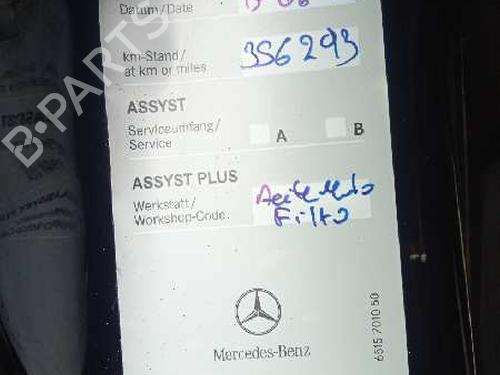 Datum/Date
km-Stand/
at km or miles
356293
ASSYST
Serviceumfang/
Service
A
B
ASSYST PLUS
Werkstatt/
Workshop-Code.
Aceite
Filtro
Mercedes-Benz
6515 7010 50
B-PARTS